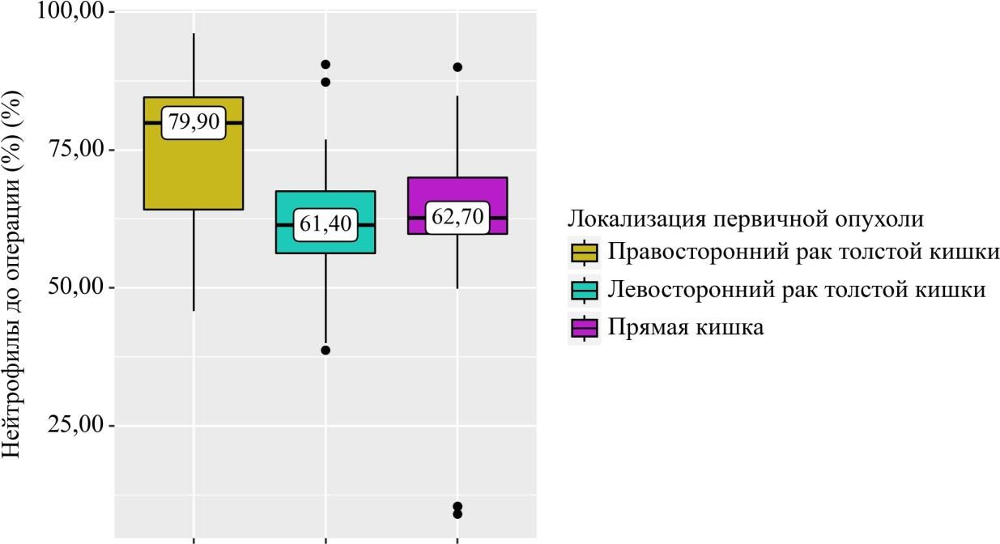 Нейтрофилы до операции (%) (%)
100,00
75,00
50,00
25,00
79,90
61,40
62,70
Локализация первичной опухоли
Правосторонний рак толстой кишки
Левосторонний рак толстой кишки
Прямая кишка